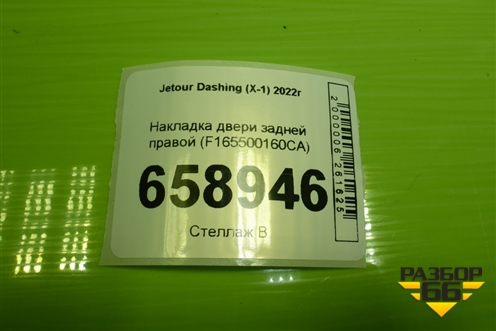 Jetour Dashing (X-1) 2022г
Накладка двери задней
правой (F165500160CA)
658946
Стеллаж В
2000006261625
РАЗБОР
66